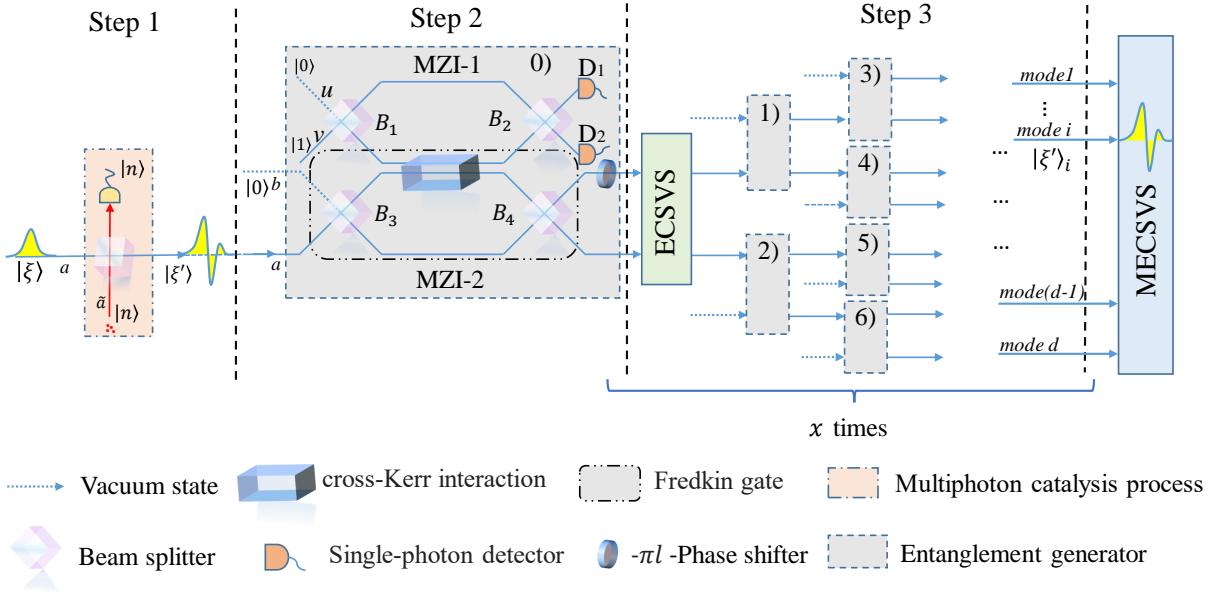 Step 1
Step 2
Step 3
|0⟩
MZI-1
0)
D₁
u
v
B₁
B₂
D₂
|1⟩
|0⟩b
B₃
B₄
a
MZI-2
|n⟩
|ξ⟩
a
|ξ'⟩
ã
|n⟩
ECSVS
1)
2)
3)
4)
5)
6)
...
...
...
mode1
...
mode i
|ξ'⟩ᵢ
...
mode(d-1)
mode d
MECSVS
x times
Vacuum state
cross-Kerr interaction
Fredkin gate
Multiphoton catalysis process
Beam splitter
Single-photon detector
-πl -Phase shifter
Entanglement generator